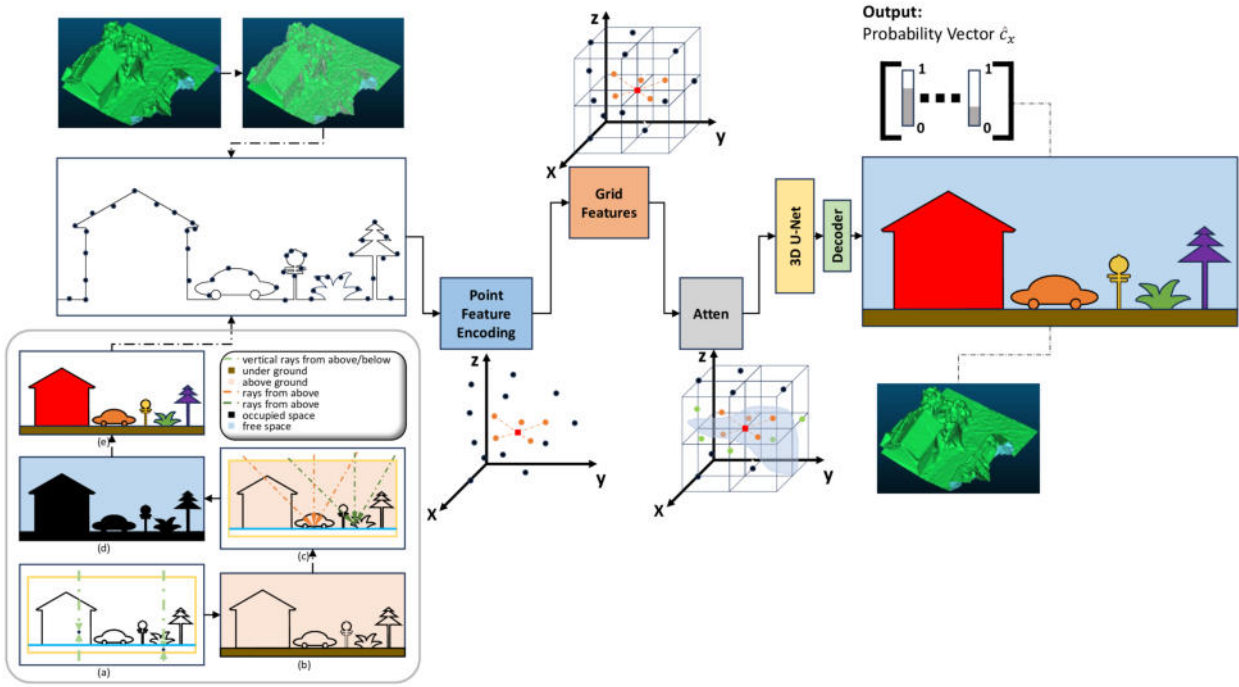 Output:
Probability Vector ĉₓ
1
0
1
0
z
y
x
Grid
Features
3D U-Net
Decoder
Point
Feature
Encoding
Atten
z
y
x
z
y
x
vertical rays from above/below
under ground
above ground
rays from above
rays from above
occupied space
free space
(e)
(d)
(c)
(a)
(b)